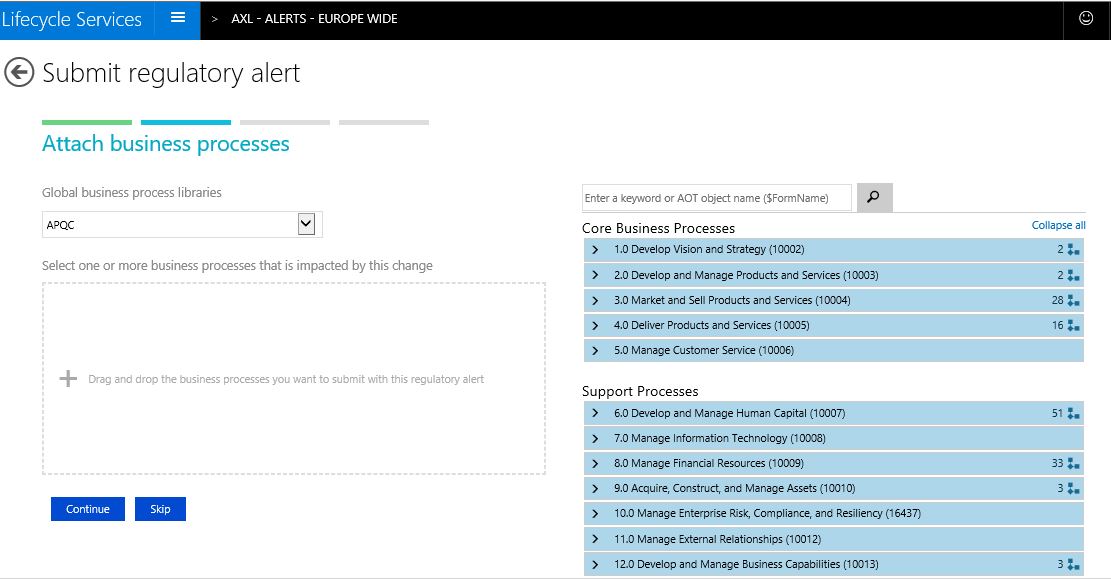 Lifecycle Services > AXL - ALERTS - EUROPE WIDE
Submit regulatory alert
Attach business processes
Global business process libraries
APQC
Select one or more business processes that is impacted by this change
Drag and drop the business processes you want to submit with this regulatory alert
Continue Skip
Enter a keyword or AOT object name ($FormName)
Core Business Processes Collapse all
1.0 Develop Vision and Strategy (10002) 2
2.0 Develop and Manage Products and Services (10003) 2
3.0 Market and Sell Products and Services (10004) 28
4.0 Deliver Products and Services (10005) 16
5.0 Manage Customer Service (10006)
Support Processes
6.0 Develop and Manage Human Capital (10007) 51
7.0 Manage Information Technology (10008)
8.0 Manage Financial Resources (10009) 33
9.0 Acquire, Construct, and Manage Assets (10010) 3
10.0 Manage Enterprise Risk, Compliance, and Resiliency (16437)
11.0 Manage External Relationships (10012)
12.0 Develop and Manage Business Capabilities (10013) 3